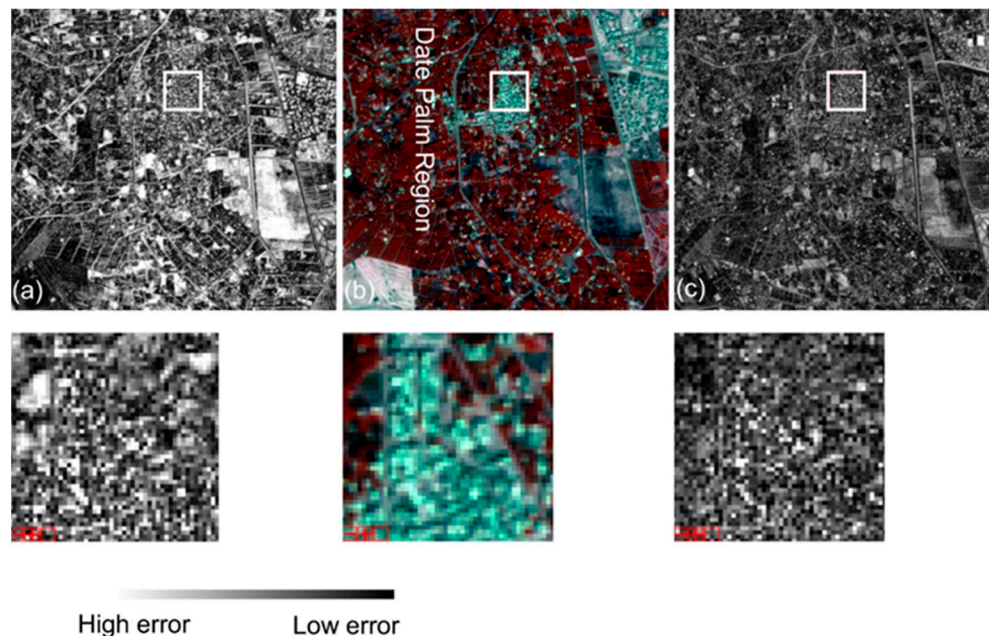 Date Palm Region
(a)
(b)
(c)
High error
Low error